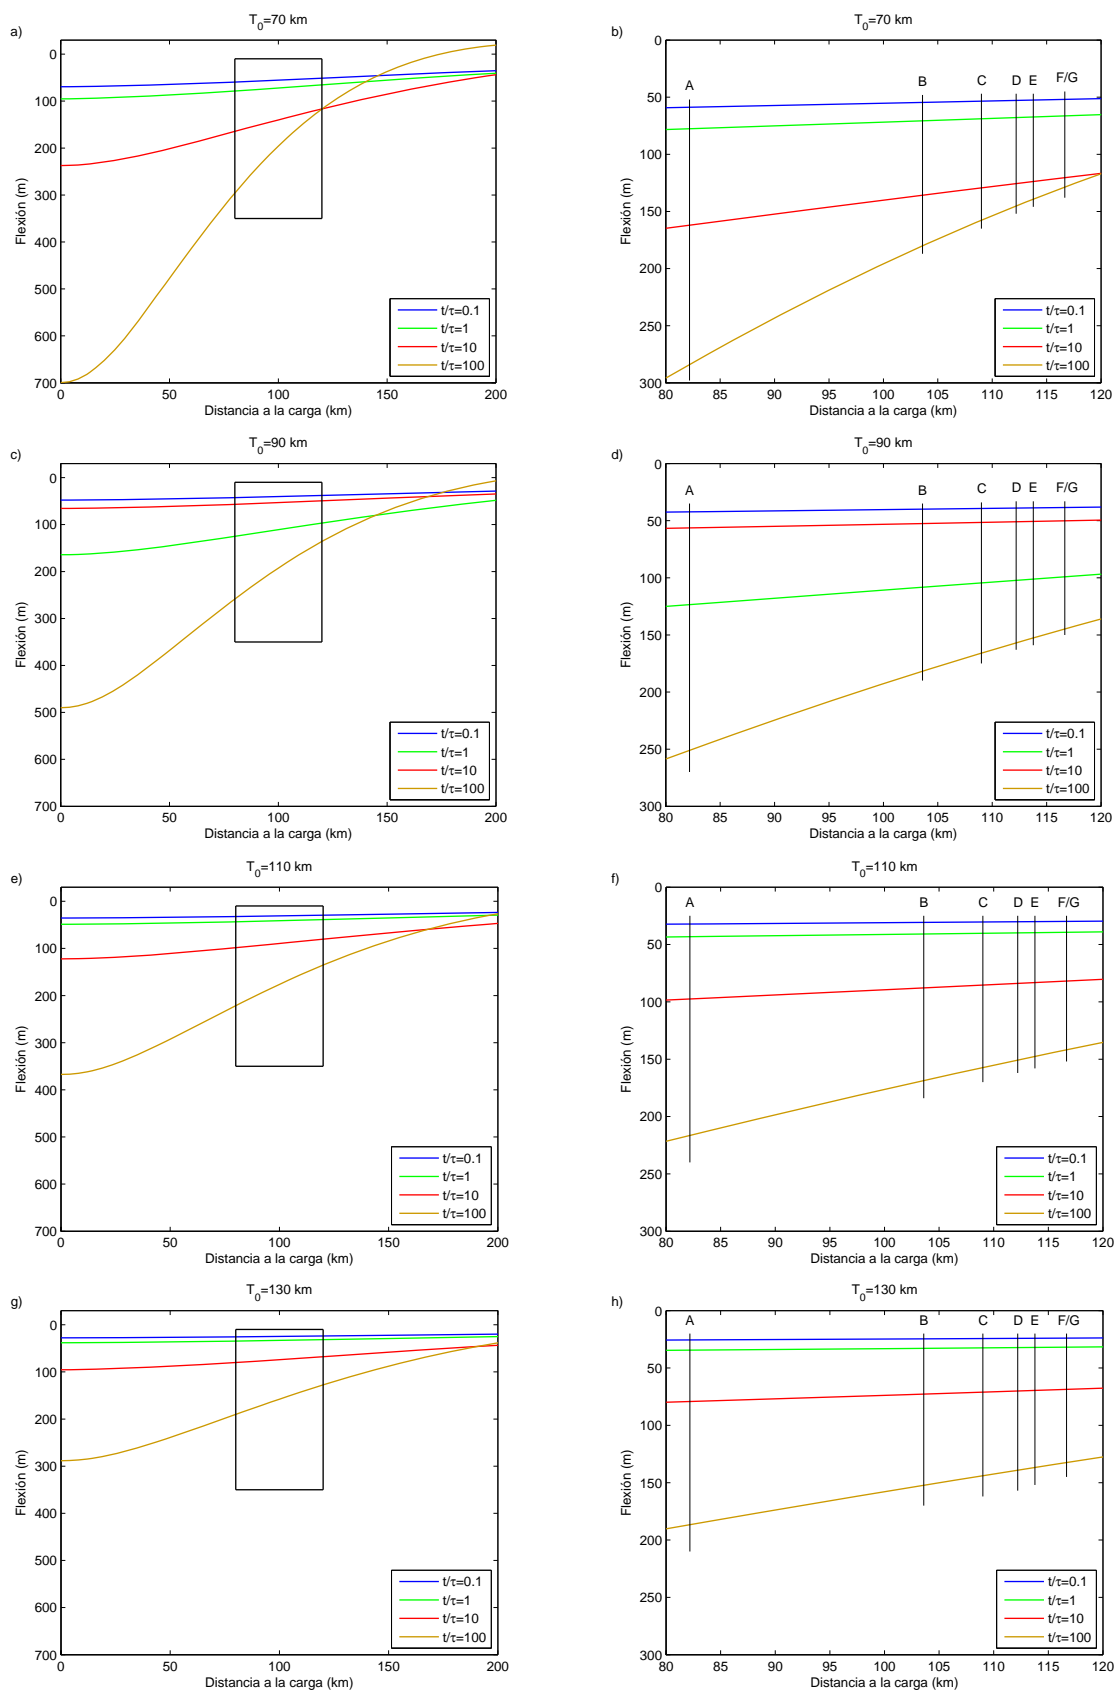 a)
T0=70 km
0
100
200
300
400
500
600
700
Flexión (m)
0 50 100 150 200
Distancia a la carga (km)
t/τ=0.1
t/τ=1
t/τ=10
t/τ=100
b)
T0=70 km
0
50
100
150
200
250
300
Flexión (m)
A B C D E F/G
80 85 90 95 100 105 110 115 120
Distancia a la carga (km)
t/τ=0.1
t/τ=1
t/τ=10
t/τ=100
c)
T0=90 km
0
100
200
300
400
500
600
700
Flexión (m)
0 50 100 150 200
Distancia a la carga (km)
t/τ=0.1
t/τ=1
t/τ=10
t/τ=100
d)
T0=90 km
0
50
100
150
200
250
300
Flexión (m)
A B C D E F/G
80 85 90 95 100 105 110 115 120
Distancia a la carga (km)
t/τ=0.1
t/τ=1
t/τ=10
t/τ=100
e)
T0=110 km
0
100
200
300
400
500
600
700
Flexión (m)
0 50 100 150 200
Distancia a la carga (km)
t/τ=0.1
t/τ=1
t/τ=10
t/τ=100
f)
T0=110 km
0
50
100
150
200
250
300
Flexión (m)
A B C D E F/G
80 85 90 95 100 105 110 115 120
Distancia a la carga (km)
t/τ=0.1
t/τ=1
t/τ=10
t/τ=100
g)
T0=130 km
0
100
200
300
400
500
600
700
Flexión (m)
0 50 100 150 200
Distancia a la carga (km)
t/τ=0.1
t/τ=1
t/τ=10
t/τ=100
h)
T0=130 km
0
50
100
150
200
250
300
Flexión (m)
A B C D E F/G
80 85 90 95 100 105 110 115 120
Distancia a la carga (km)
t/τ=0.1
t/τ=1
t/τ=10
t/τ=100